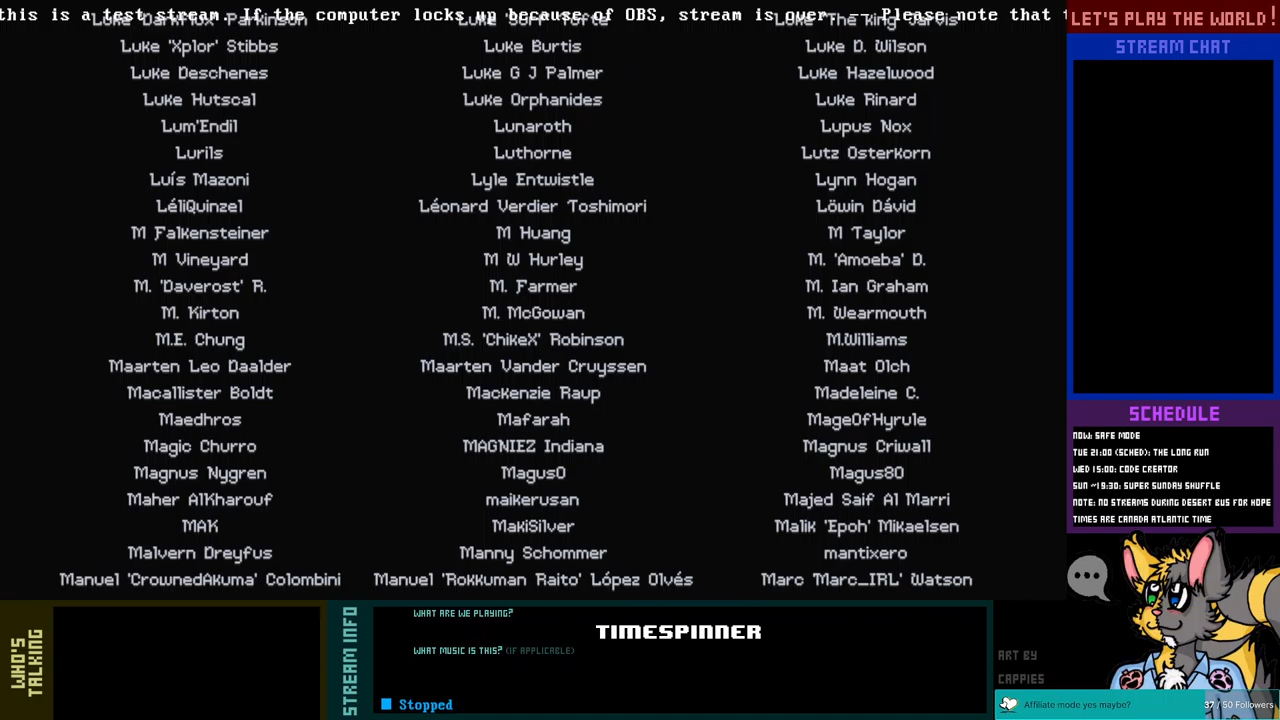 this is a test stream. If the computer locks up because of OBS, stream is over. -- Please note that
LET'S PLAY THE WORLD!
Luke 'Xplor' Stibbs
Luke Burtis
Luke D. Wilson
Luke Deschenes
Luke G J Palmer
Luke Hazelwood
Luke Hutscal
Luke Orphanides
Luke Rinard
Lum'Endil
Lunaroth
Lupus Nox
Lurils
Luthorne
Lutz Osterkorn
Luís Mazoni
Lyle Entwistle
Lynn Hogan
LéliQuinzel
Léonard Verdier Toshimori
Löwin Dávid
M Falkensteiner
M Huang
M Taylor
M Vineyard
M W Hurley
M. 'Amoeba' D.
M. 'Daverost' R.
M. Farmer
M. Ian Graham
M. Kirton
M. McGowan
M. Wearmouth
M.E. Chung
M.S. 'ChikeX' Robinson
M.Williams
Maarten Leo Daalder
Maarten Vander Cruyssen
Maat Olch
Macallister Boldt
Mackenzie Raup
Madeleine C.
Maedhros
Mafarah
MageOfHyrule
Magic Churro
MAGNIEZ Indiana
Magnus Criwall
Magnus Nygren
Magus0
Magus80
Maher AlKharouf
maikerusan
Majed Saif Al Marri
MAK
MakiSilver
Malik 'Epoh' Mikaelsen
Malvern Dreyfus
Manny Schommer
mantixero
Manuel 'CrownedAkuma' Colombini
Manuel 'Rokkuman Raito' López Olvés
Marc 'Marc_IRL' Watson
STREAM CHAT
SCHEDULE
NOW: SAFE MODE
TUE 21:00 (SCHED): THE LONG RUN
WED 15:00: CODE CREATOR
SUN ~19:30: SUPER SUNDAY SHUFFLE
NOTE: NO STREAMS DURING DESERT BUS FOR HOPE
TIMES ARE CANADA ATLANTIC TIME
WHO'S
TALKING
STREAM INFO
WHAT ARE WE PLAYING?
TIMESPINNER
WHAT MUSIC IS THIS? (IF APPLICABLE)
Stopped
ART BY
CAPPIES
Affiliate mode yes maybe?
37 / 50 Followers